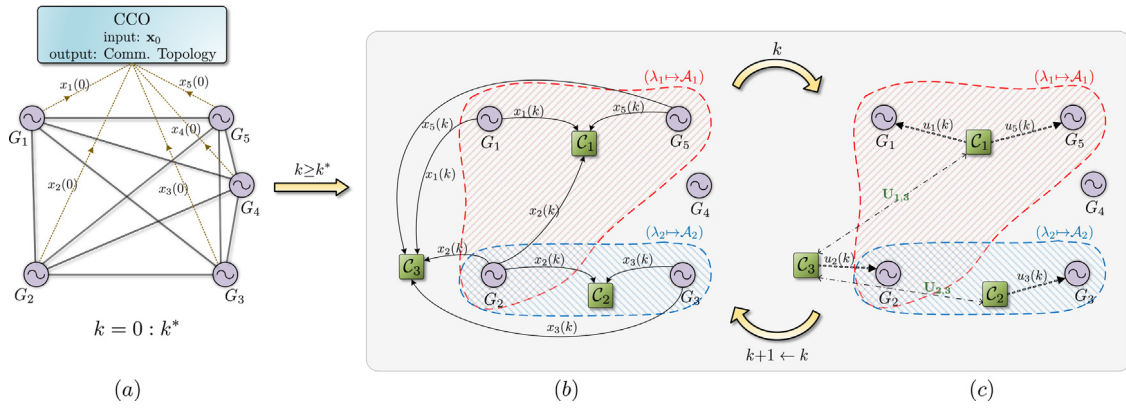 CCO
input: x₀
output: Comm. Topology
x₁(0)
x₅(0)
x₄(0)
x₂(0)
x₃(0)
G₁
G₅
G₄
G₂
G₃
k = 0 : k*
(a)
k≥k*
(λ₁↦𝒜₁)
x₅(k)
x₁(k)
x₁(k)
x₅(k)
G₁
𝒞₁
G₅
G₄
x₂(k)
(λ₂↦𝒜₂)
𝒞₃
x₂(k)
x₂(k)
x₃(k)
G₂
𝒞₂
G₃
x₃(k)
(b)
k
k+1 ← k
(λ₁↦𝒜₁)
G₁
u₁(k)
𝒞₁
u₅(k)
G₅
G₄
U₁,₃
(λ₂↦𝒜₂)
𝒞₃
u₂(k)
G₂
U₂,₃
𝒞₂
u₃(k)
G₃
(c)